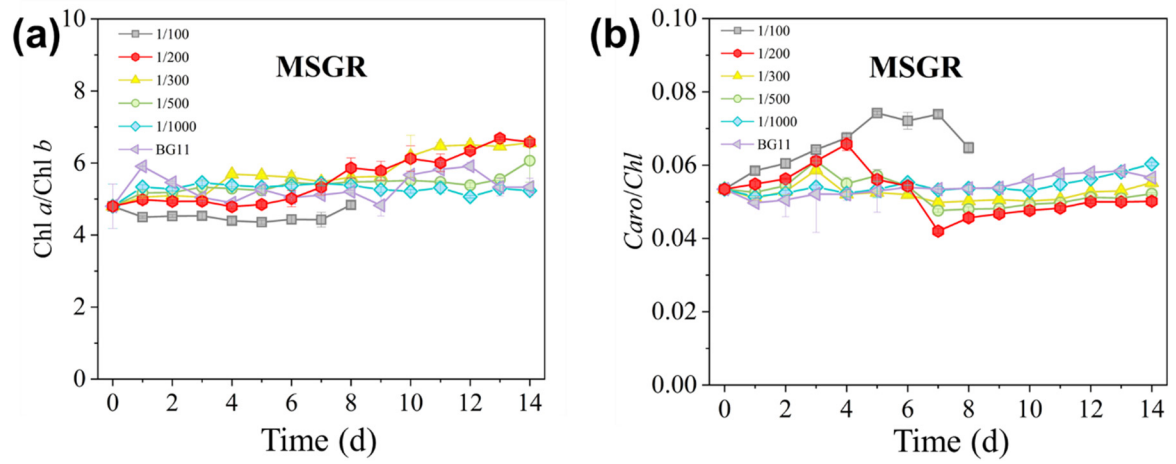 (a)
10
8
6
4
2
0
Chl a/Chl b
1/100
1/200
1/300
1/500
1/1000
BG11
MSGR
0 2 4 6 8 10 12 14
Time (d)
(b)
0.10
0.08
0.06
0.04
0.02
0.00
Caro/Chl
1/100
1/200
1/300
1/500
1/1000
BG11
MSGR
0 2 4 6 8 10 12 14
Time (d)